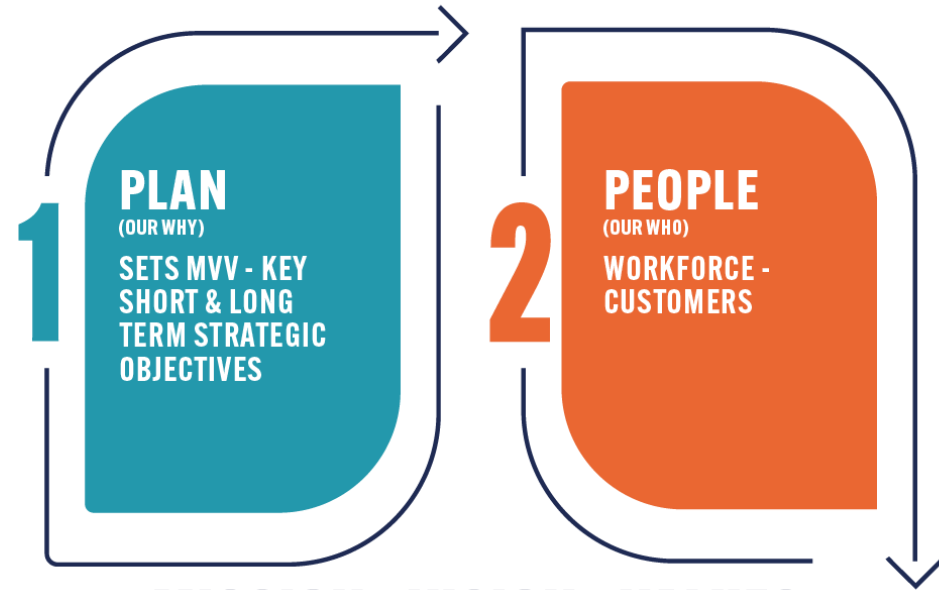 1
PLAN
(OUR WHY)
SETS MVV - KEY
SHORT & LONG
TERM STRATEGIC
OBJECTIVES
2
PEOPLE
(OUR WHO)
WORKFORCE -
CUSTOMERS